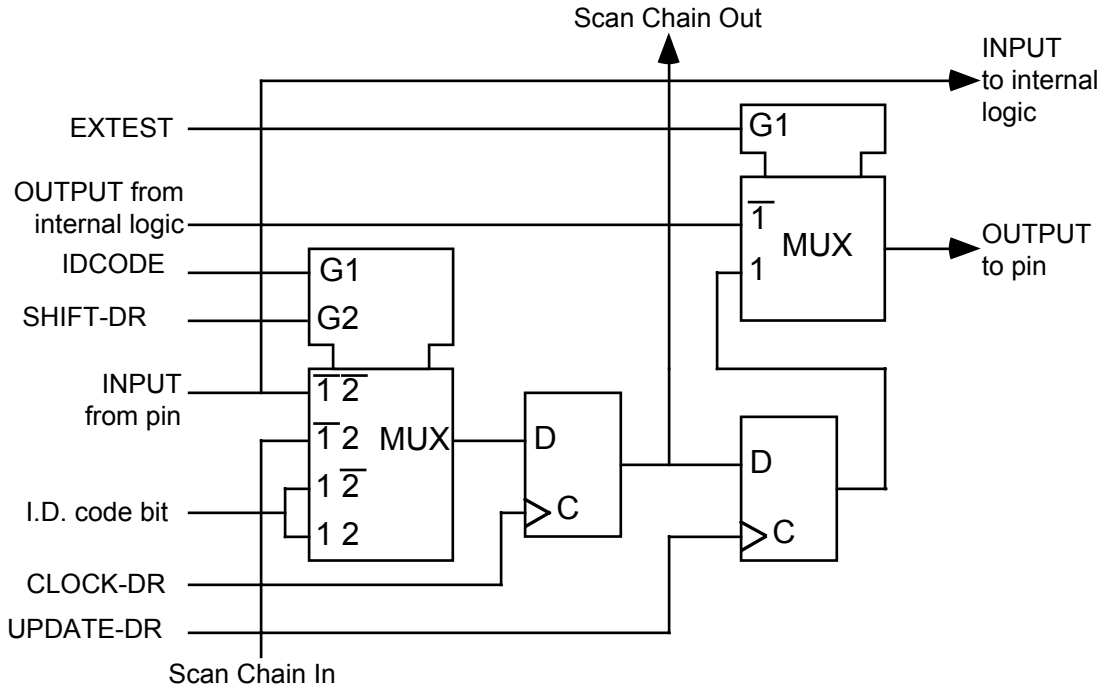 Scan Chain Out
INPUT
to internal
logic
EXTEST
G1
OUTPUT from
internal logic
1̅
MUX
1
OUTPUT
to pin
IDCODE
G1
SHIFT-DR
G2
INPUT
from pin
1̅ 2̅
1̅ 2
MUX
1 2̅
1 2
D
C
D
C
I.D. code bit
CLOCK-DR
UPDATE-DR
Scan Chain In